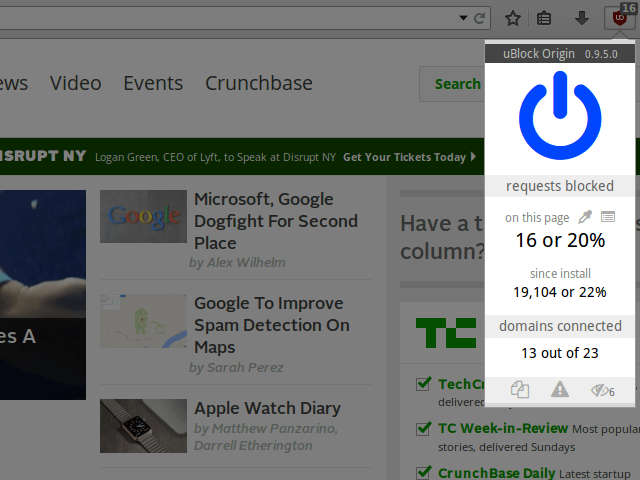 16
uBlock Origin 0.9.5.0
Video Events Crunchbase
Search
DISRUPT NY Logan Green, CEO of Lyft, to Speak at Disrupt NY Get Your Tickets Today
requests blocked
on this page
16 or 20%
since install
19,104 or 22%
domains connected
13 out of 23
6
Google
Microsoft, Google
Dogfight For Second
Place
by Alex Wilhelm
Google To Improve
Spam Detection On
Maps
by Sarah Perez
es A
Apple Watch Diary
by Matthew Panzarino,
Darrell Etherington
Have a t
column?
TC
TechCr
delivered
TC Week-in-Review Most popular
stories, delivered Sundays
CrunchBase Daily Latest startup